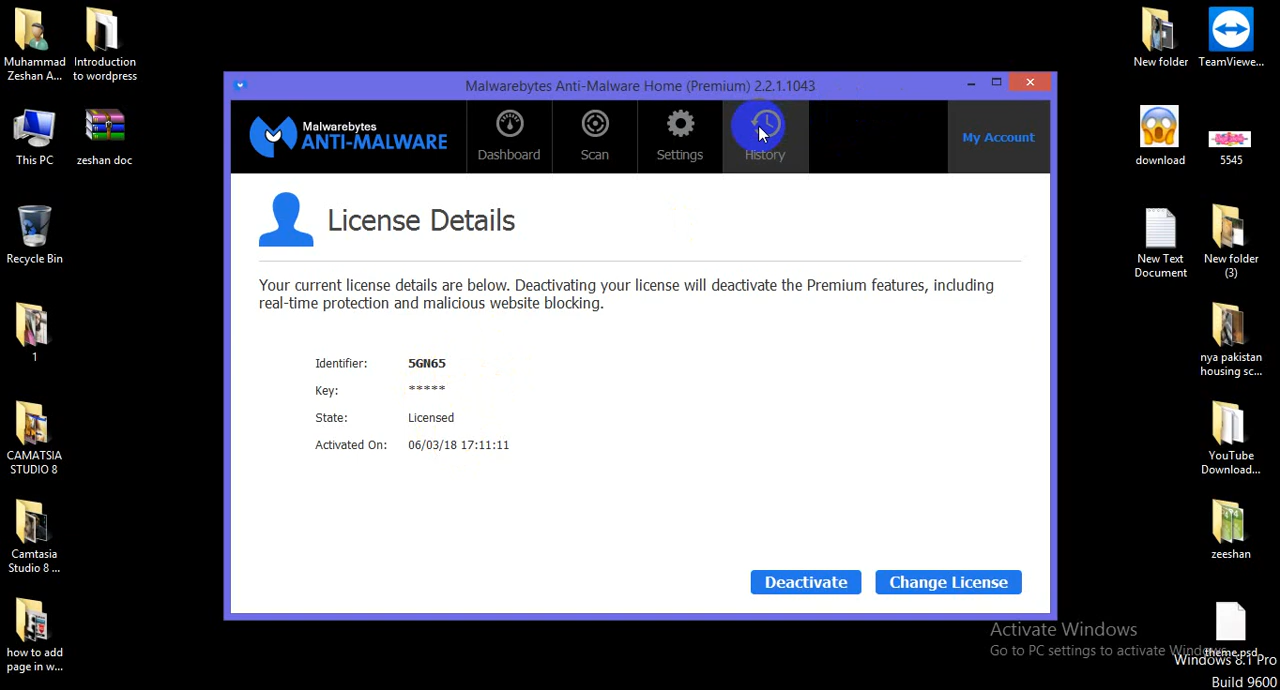 Muhammad
Zeshan A...
Introduction
to wordpress
New folder
TeamViewe...
Malwarebytes Anti-Malware Home (Premium) 2.2.1.1043
Malwarebytes
ANTI-MALWARE
Dashboard
Scan
Settings
History
My Account
This PC
zeshan doc
download
5545
License Details
Recycle Bin
New Text
Document
New folder
(3)
Your current license details are below. Deactivating your license will deactivate the Premium features, including
real-time protection and malicious website blocking.
1
nya pakistan
housing sc...
Identifier: 5GN65
Key: *****
State: Licensed
Activated On: 06/03/18 17:11:11
CAMATSIA
STUDIO 8
YouTube
Download...
Camtasia
Studio 8 ...
zeeshan
Deactivate
Change License
how to add
page in w...
Activate Windows
Go to PC settings to activate Windows.
theme.psd
Windows 8.1 Pro
Build 9600